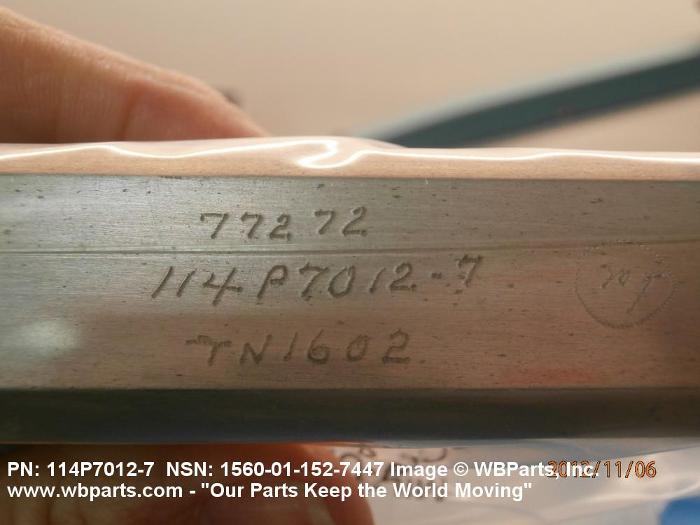 77272
114P7012-7
TN1602
PN: 114P7012-7 NSN: 1560-01-152-7447 Image © WBParts, Inc.
2012/11/06
www.wbparts.com - "Our Parts Keep the World Moving"